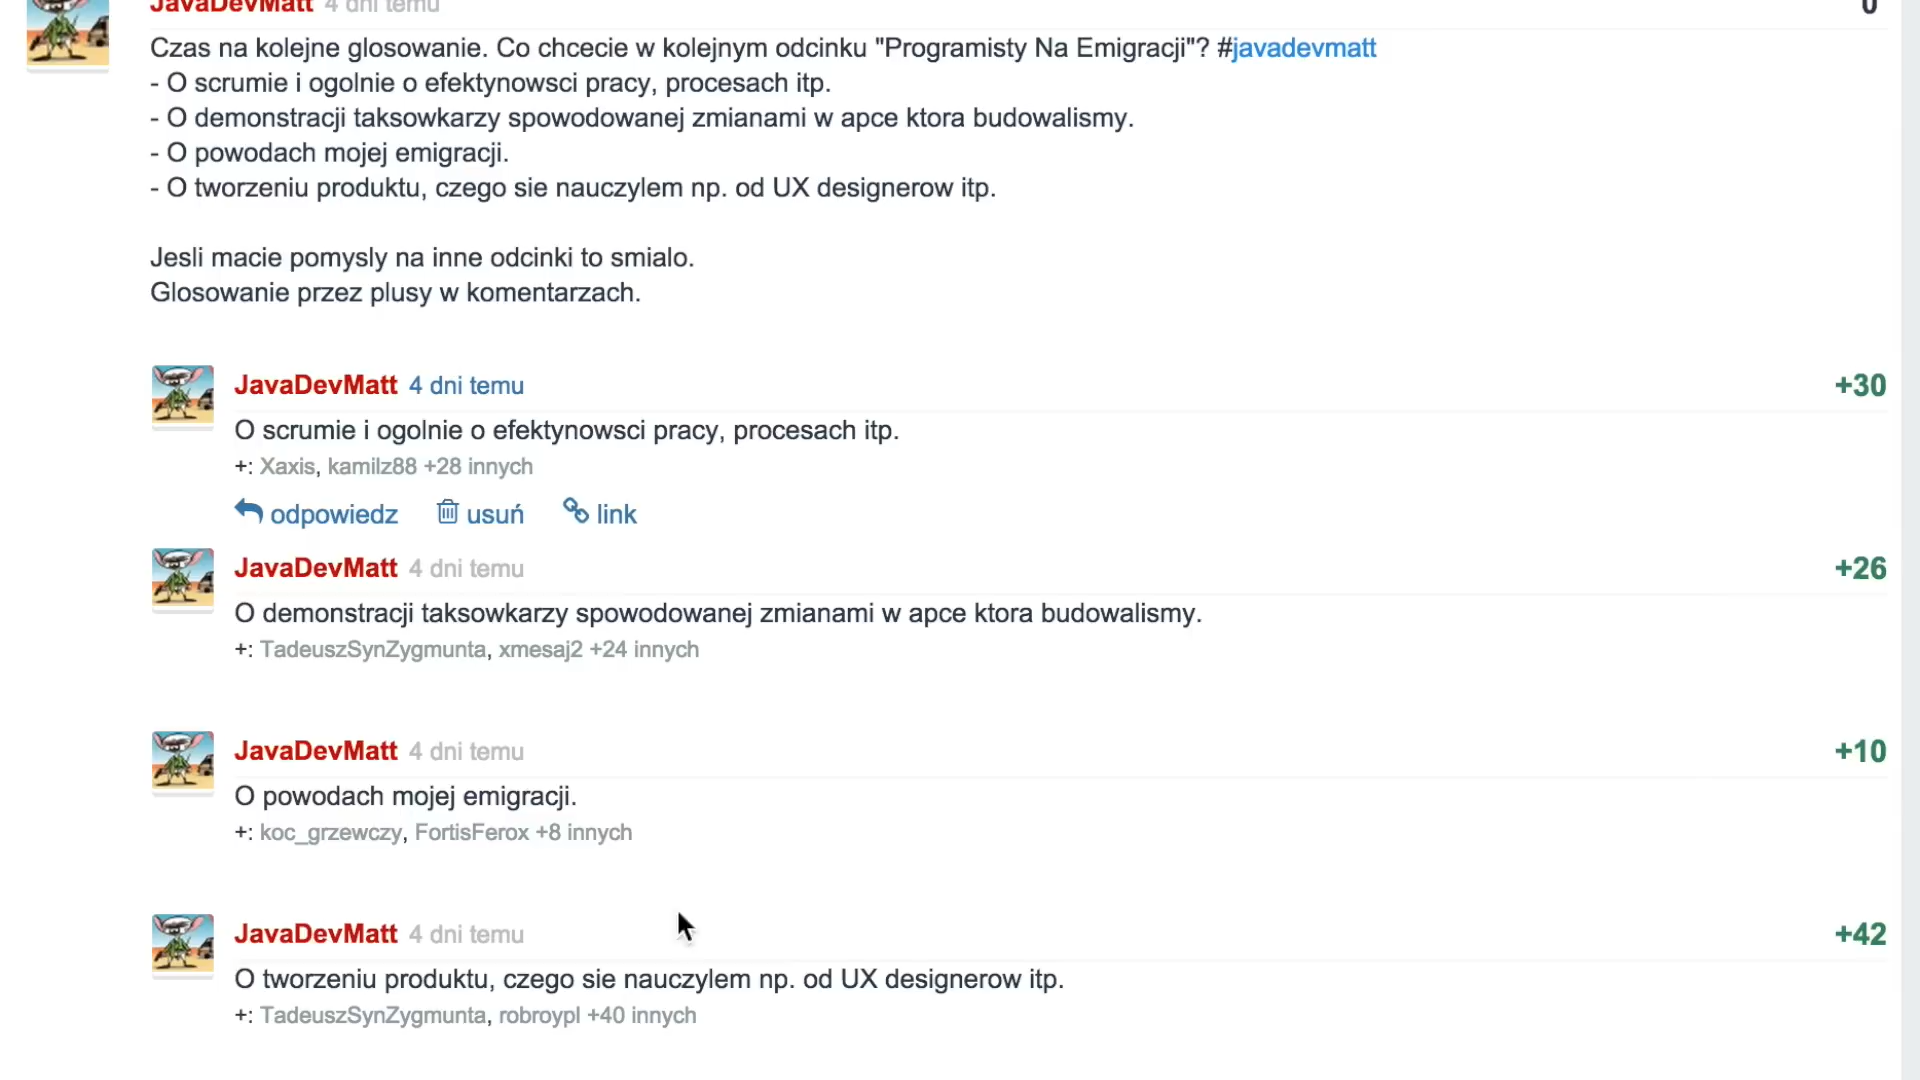 JavaDevMatt 4 dni temu 0
Czas na kolejne glosowanie. Co chcecie w kolejnym odcinku "Programisty Na Emigracji"? #javadevmatt
- O scrumie i ogolnie o efektynowsci pracy, procesach itp.
- O demonstracji taksowkarzy spowodowanej zmianami w apce ktora budowalismy.
- O powodach mojej emigracji.
- O tworzeniu produktu, czego sie nauczylem np. od UX designerow itp.
Jesli macie pomysly na inne odcinki to smialo.
Glosowanie przez plusy w komentarzach.
JavaDevMatt 4 dni temu +30
O scrumie i ogolnie o efektynowsci pracy, procesach itp.
+: Xaxis, kamilz88 +28 innych
odpowiedz usuń link
JavaDevMatt 4 dni temu +26
O demonstracji taksowkarzy spowodowanej zmianami w apce ktora budowalismy.
+: TadeuszSynZygmunta, xmesaj2 +24 innych
JavaDevMatt 4 dni temu +10
O powodach mojej emigracji.
+: koc_grzewczy, FortisFerox +8 innych
JavaDevMatt 4 dni temu +42
O tworzeniu produktu, czego sie nauczylem np. od UX designerow itp.
+: TadeuszSynZygmunta, robroypl +40 innych